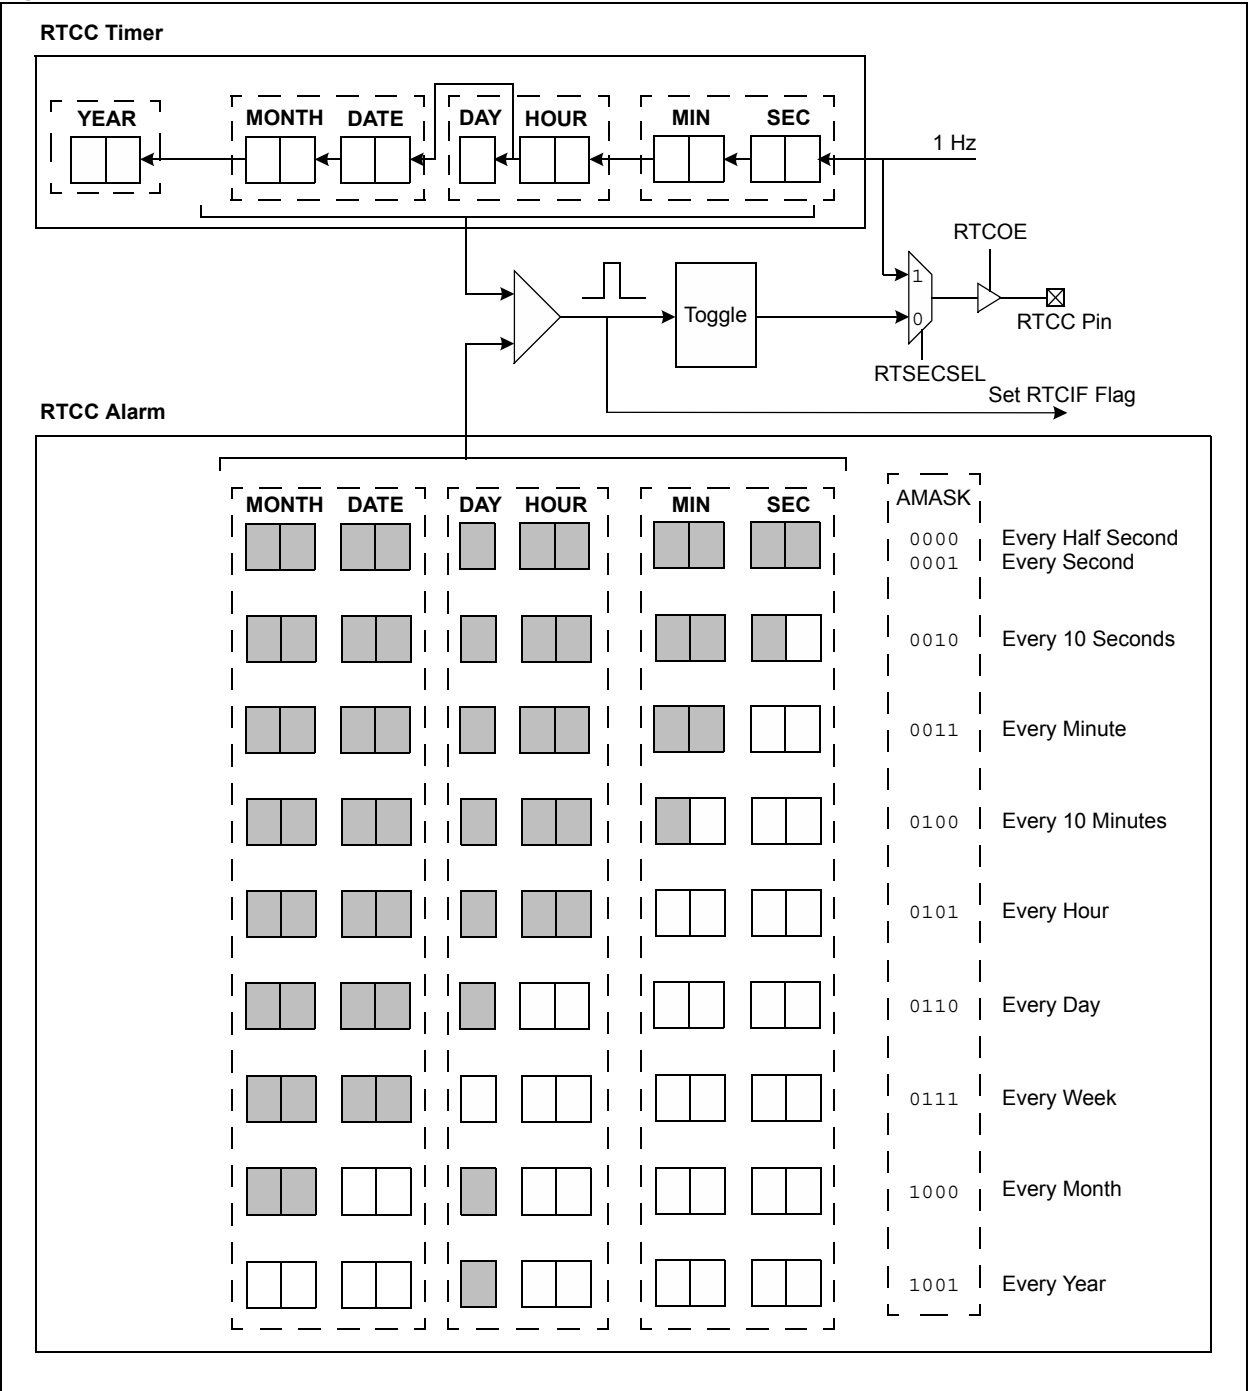 RTCC Timer
YEAR MONTH DATE DAY HOUR MIN SEC
1 Hz
RTCOE
1
Toggle
0
RTCC Pin
RTSECSEL
Set RTCIF Flag
RTCC Alarm
MONTH DATE DAY HOUR MIN SEC AMASK
0000 Every Half Second
0001 Every Second
0010 Every 10 Seconds
0011 Every Minute
0100 Every 10 Minutes
0101 Every Hour
0110 Every Day
0111 Every Week
1000 Every Month
1001 Every Year